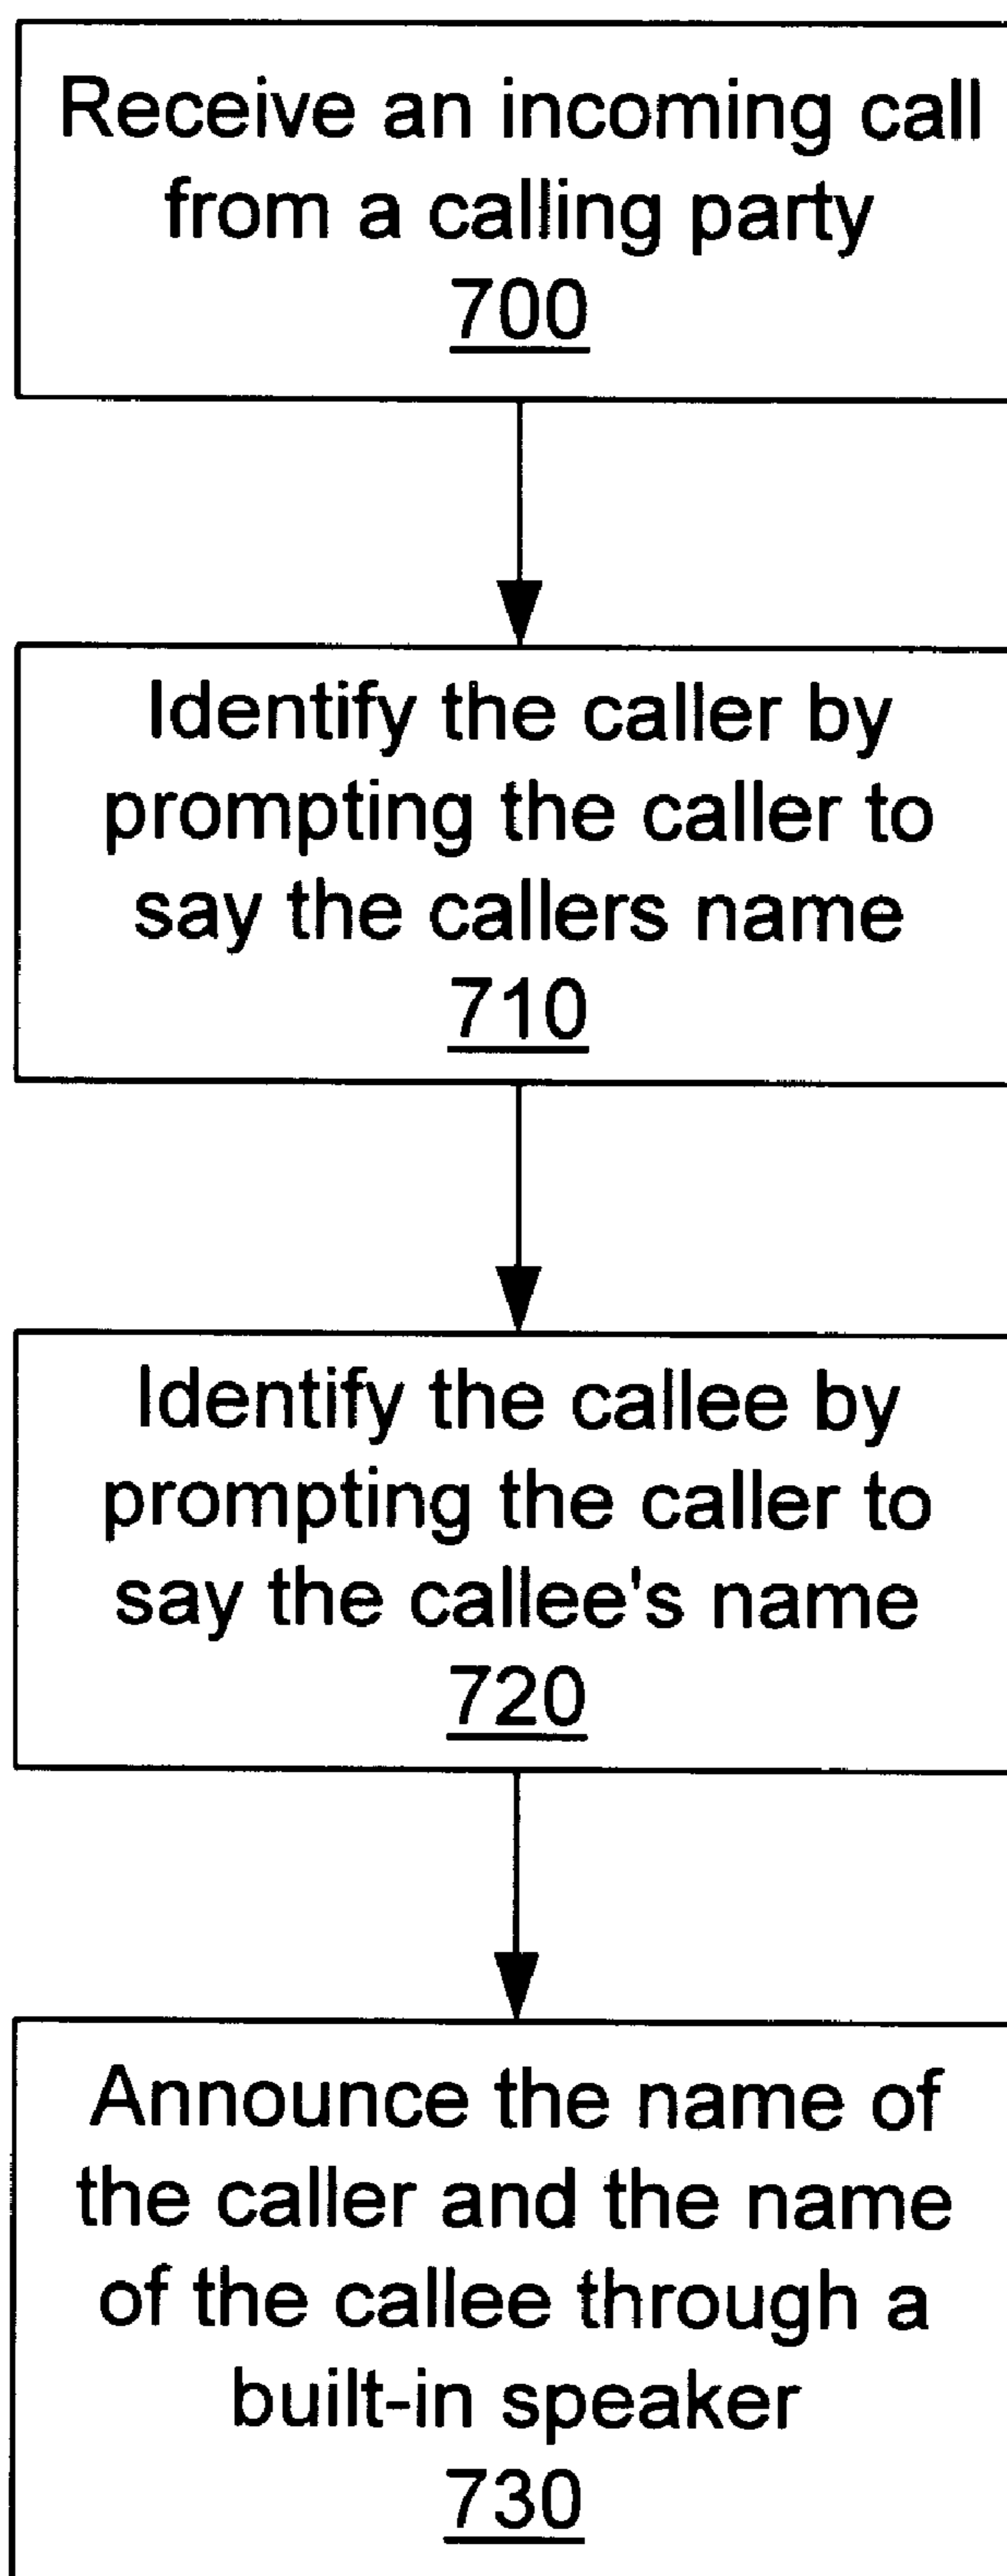 Receive an incoming call
from a calling party
700
Identify the caller by
prompting the caller to
say the callers name
710
Identify the callee by
prompting the caller to
say the callee's name
720
Announce the name of
the caller and the name
of the callee through a
built-in speaker
730